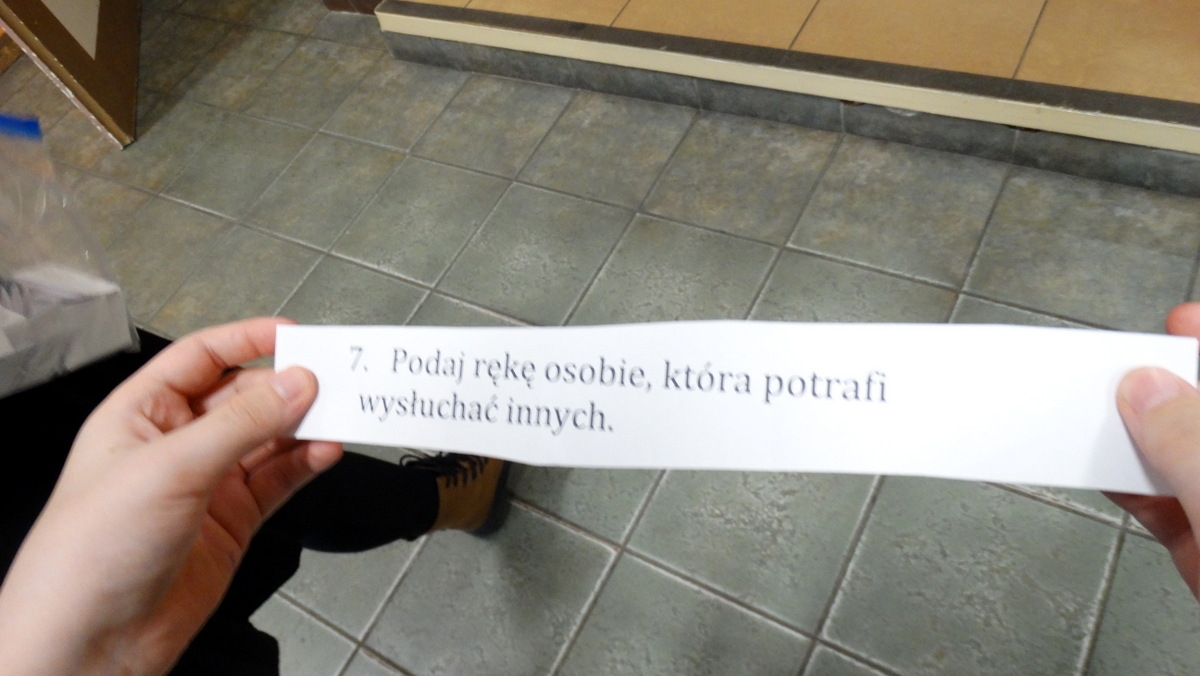 7. Podaj rękę osobie, która potrafi
wysłuchać innych.